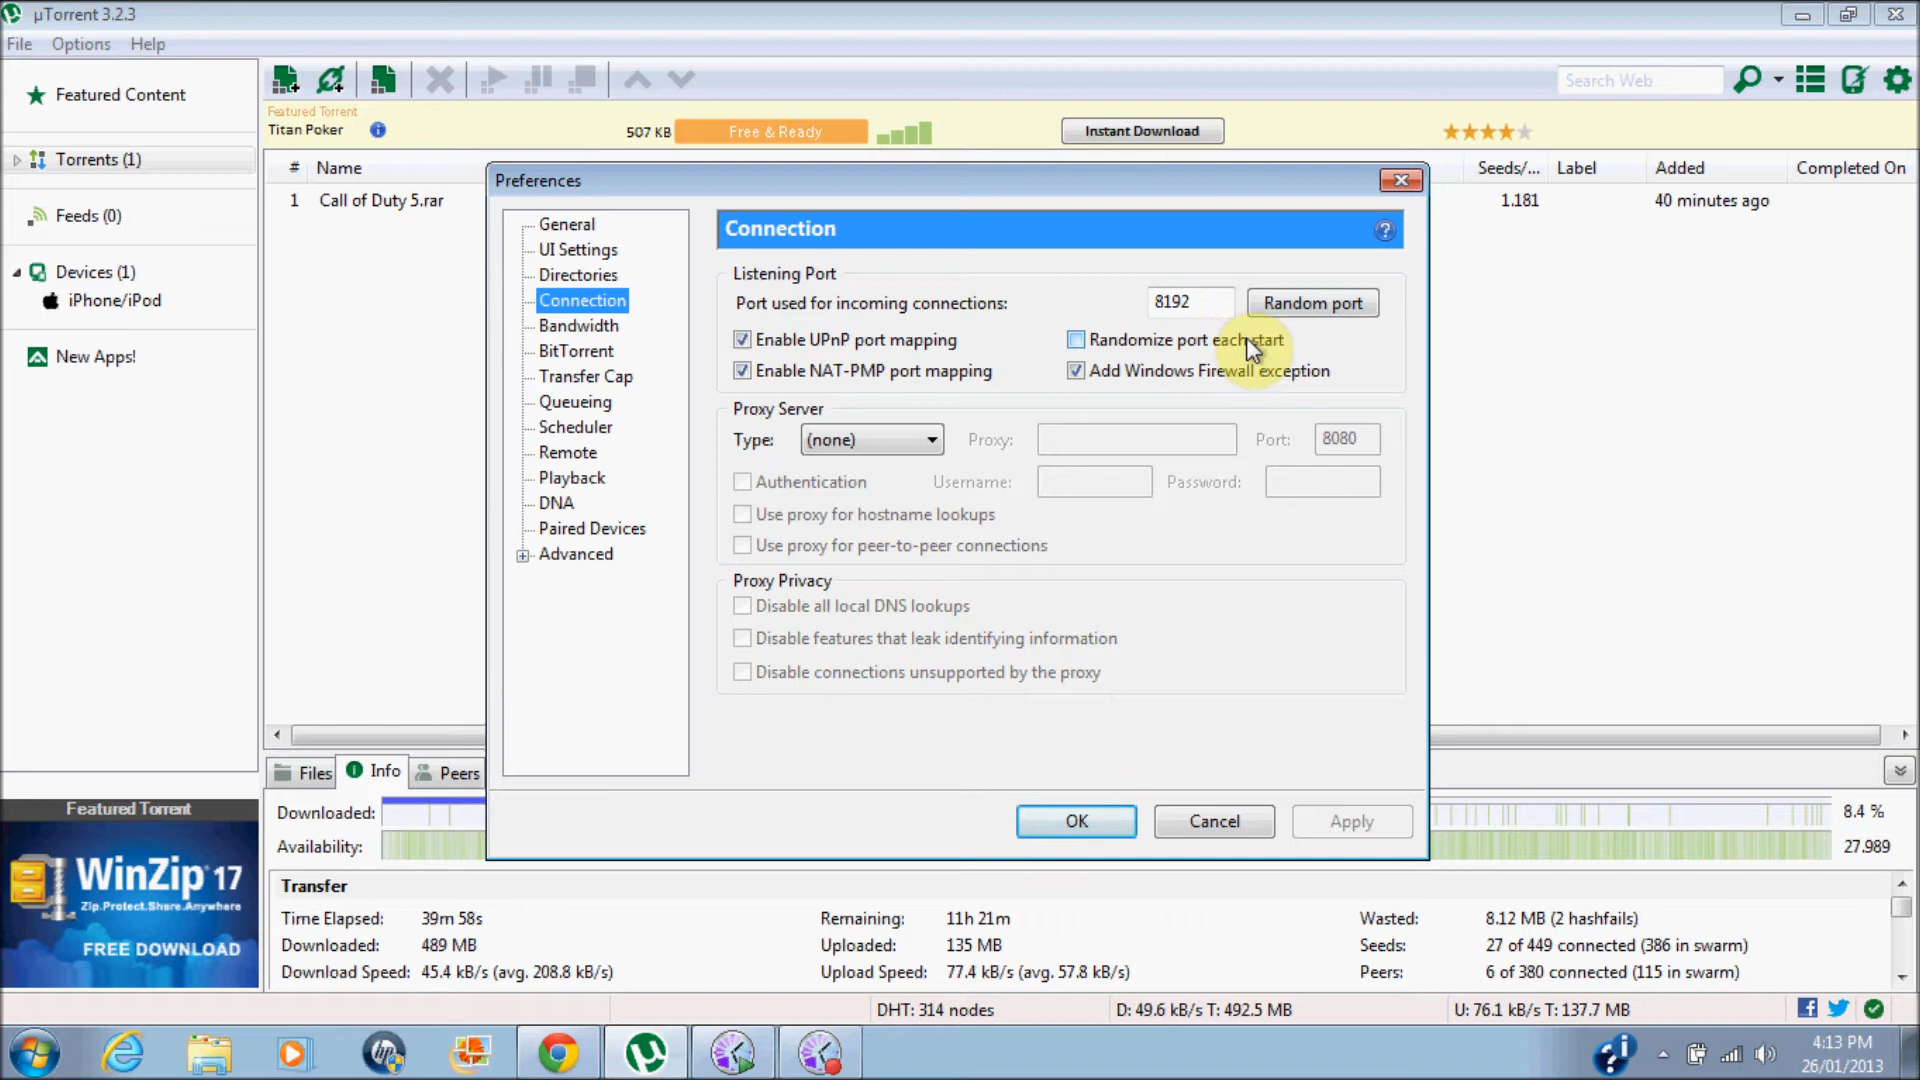 µTorrent 3.2.3
File Options Help
Featured Content
Torrents (1)
Feeds (0)
Devices (1)
iPhone/iPod
New Apps!
Search Web
Featured Torrent
Titan Poker
507 KB
Free & Ready
Instant Download
# Name Seeds/... Label Added Completed On
1 Call of Duty 5.rar 1.181 40 minutes ago
Preferences
General
UI Settings
Directories
Connection
Bandwidth
BitTorrent
Transfer Cap
Queueing
Scheduler
Remote
Playback
DNA
Paired Devices
Advanced
Connection
Listening Port
Port used for incoming connections: 8192 Random port
Enable UPnP port mapping Randomize port each start
Enable NAT-PMP port mapping Add Windows Firewall exception
Proxy Server
Type: (none) Proxy: Port: 8080
Authentication Username: Password:
Use proxy for hostname lookups
Use proxy for peer-to-peer connections
Proxy Privacy
Disable all local DNS lookups
Disable features that leak identifying information
Disable connections unsupported by the proxy
OK Cancel Apply
Files Info Peers
Downloaded: 8.4 %
Availability: 27.989
Transfer
Time Elapsed: 39m 58s Remaining: 11h 21m Wasted: 8.12 MB (2 hashfails)
Downloaded: 489 MB Uploaded: 135 MB Seeds: 27 of 449 connected (386 in swarm)
Download Speed: 45.4 kB/s (avg. 208.8 kB/s) Upload Speed: 77.4 kB/s (avg. 57.8 kB/s) Peers: 6 of 380 connected (115 in swarm)
Featured Torrent
WinZip 17
Zip.Protect.Share.Anywhere
FREE DOWNLOAD
DHT: 314 nodes D: 49.6 kB/s T: 492.5 MB U: 76.1 kB/s T: 137.7 MB
hp
4:13 PM
26/01/2013